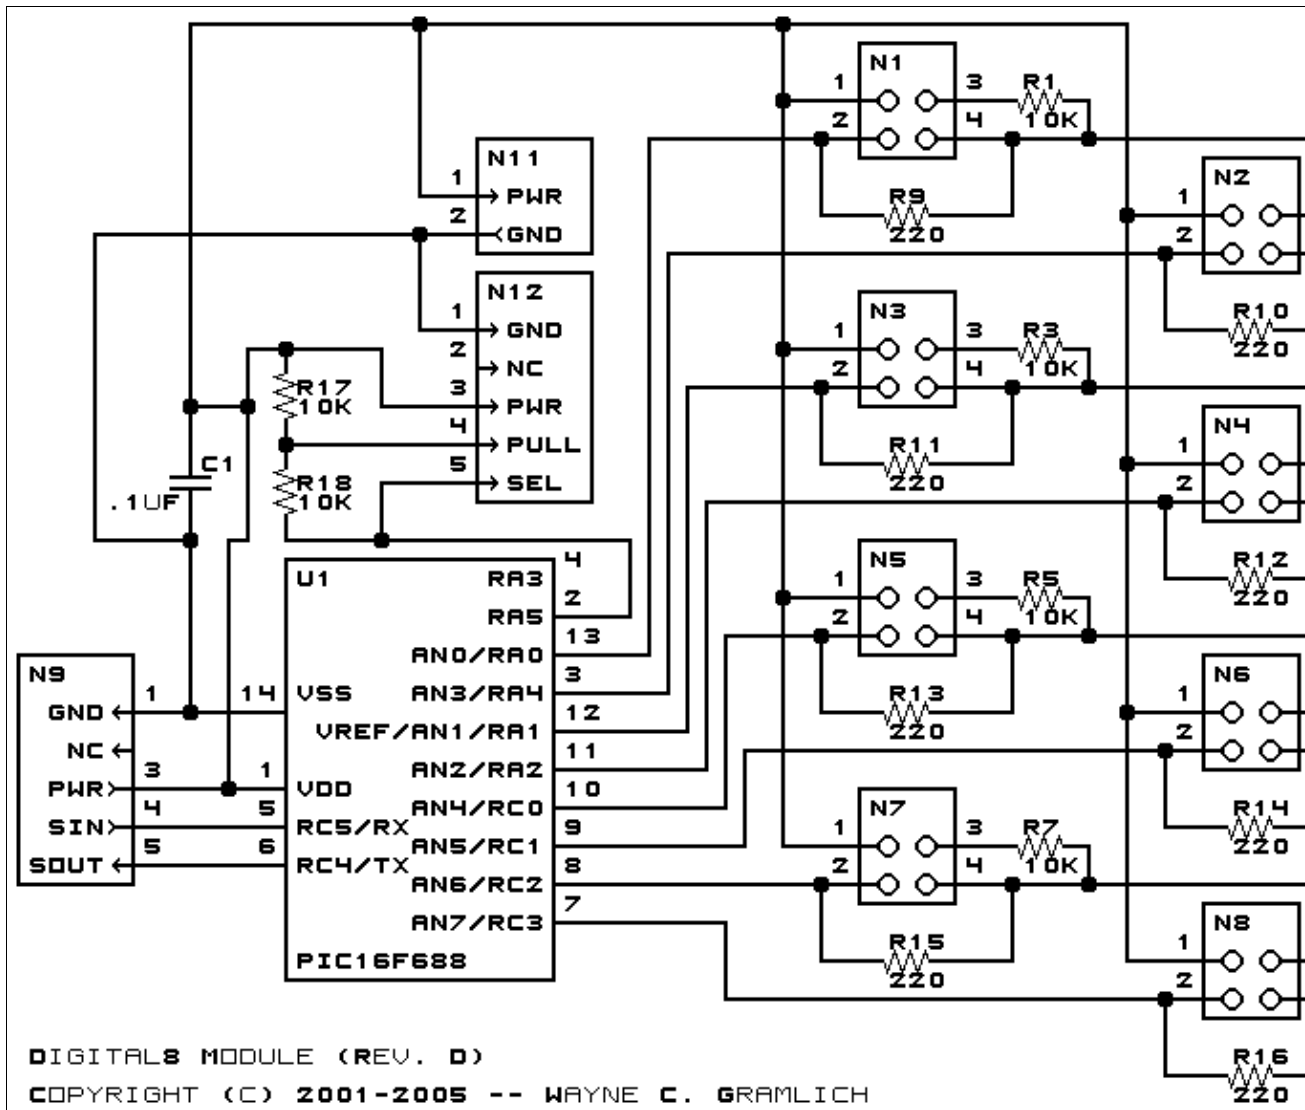 N1
1
2
3
4
R1
10K
R9
220
N11
1
PWR
2
GND
N2
1
2
R10
220
N12
1
GND
2
NC
3
PWR
4
PULL
5
SEL
R17
10K
R18
10K
C1
.1UF
N3
1
2
3
4
R3
10K
R11
220
N4
1
2
R12
220
N5
1
2
3
4
R5
10K
R13
220
N6
1
2
R14
220
N7
1
2
3
4
R7
10K
R15
220
N8
1
2
R16
220
U1
RA3 4
RA5 2
AN0/RA0 13
AN3/RA4 3
VREF/AN1/RA1 12
AN2/RA2 11
AN4/RC0 10
AN5/RC1 9
AN6/RC2 8
AN7/RC3 7
14 VSS
1 VDD
5 RC5/RX
6 RC4/TX
PIC16F688
N9
GND 1
NC
PWR 3
SIN 4
SOUT 5
DIGITAL8 MODULE (REV. D)
COPYRIGHT (C) 2001-2005 -- WAYNE C. GRAMLICH